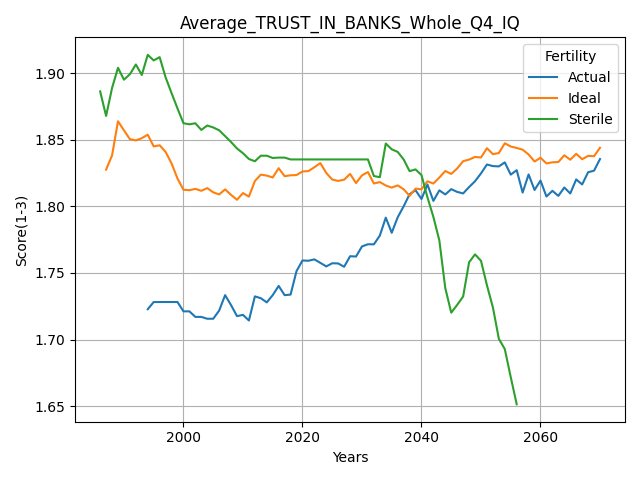 Average_TRUST_IN_BANKS_Whole_Q4_IQ
Fertility
Actual
Ideal
Sterile
Score(1-3)
1.90
1.85
1.80
1.75
1.70
1.65
2000
2020
2040
2060
Years